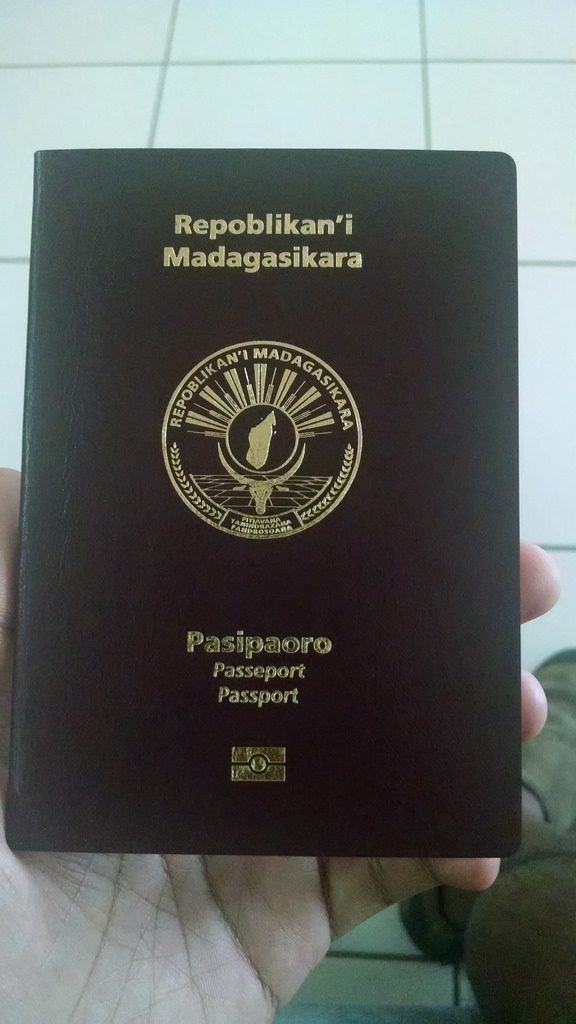 Repoblikan'i
Madagasikara
REPOBLIKAN'I MADAGASIKARA
FITIAVANA
TANINDRAZANA
FANDROSOANA
Pasipaoro
Passeport
Passport